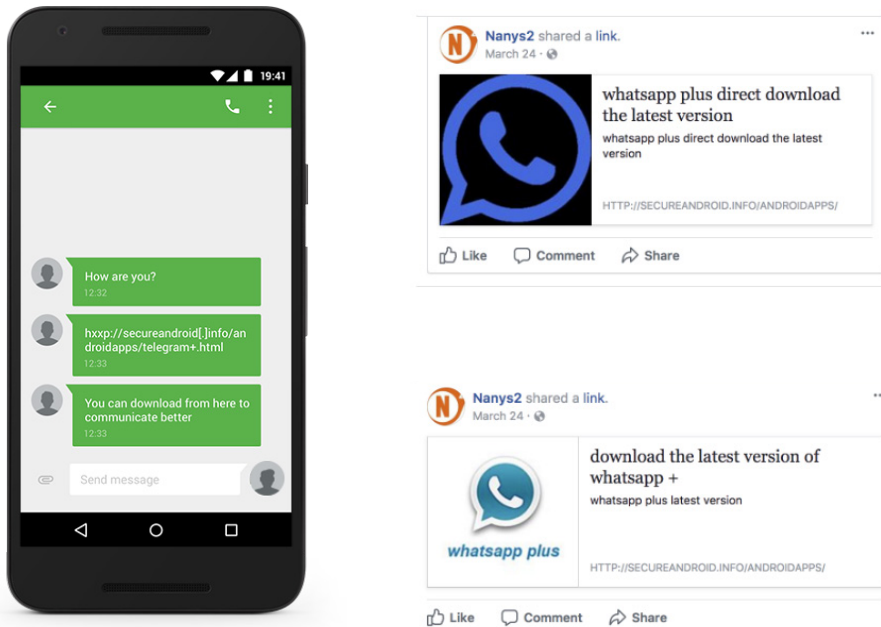 19:41
How are you?
12:32
hxxp://secureandroid[.]info/an
droidapps/telegram+.html
12:33
You can download from here to
communicate better
12:33
Send message
N
Nanys2 shared a link.
March 24
whatsapp plus direct download
the latest version
whatsapp plus direct download the latest
version
HTTP://SECUREANDROID.INFO/ANDROIDAPPS/
Like Comment Share
N
Nanys2 shared a link.
March 24
whatsapp plus
download the latest version of
whatsapp +
whatsapp plus latest version
HTTP://SECUREANDROID.INFO/ANDROIDAPPS/
Like Comment Share